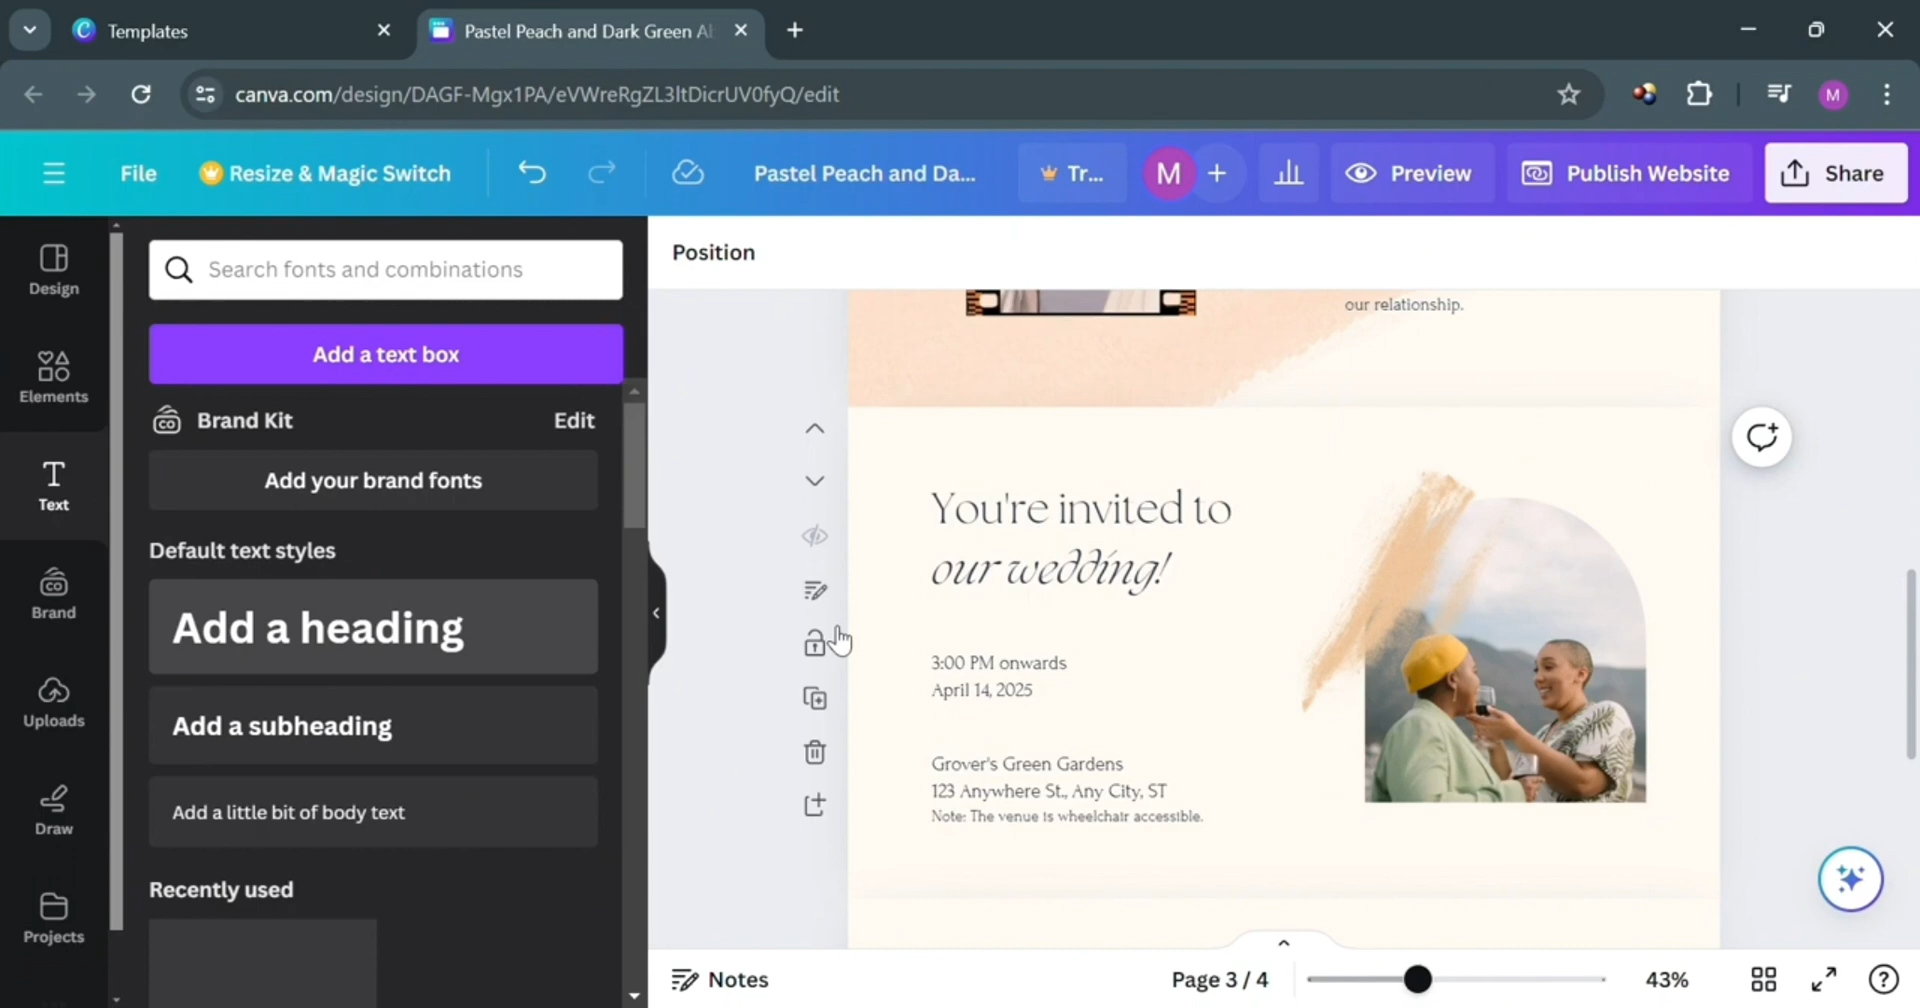 Templates
Pastel Peach and Dark Green Al
canva.com/design/DAGF-Mgx1PA/eVWreRgZL3ltDicrUV0fyQ/edit
M
File
Resize & Magic Switch
Pastel Peach and Da...
Tr...
M
Preview
Publish Website
Share
Design
Elements
Text
Brand
Uploads
Draw
Projects
Search fonts and combinations
Add a text box
Brand Kit
Edit
Add your brand fonts
Default text styles
Add a heading
Add a subheading
Add a little bit of body text
Recently used
Position
our relationship.
You're invited to
our wedding!
3:00 PM onwards
April 14, 2025
Grover's Green Gardens
123 Anywhere St., Any City, ST
Note: The venue is wheelchair accessible.
Notes
Page 3 / 4
43%